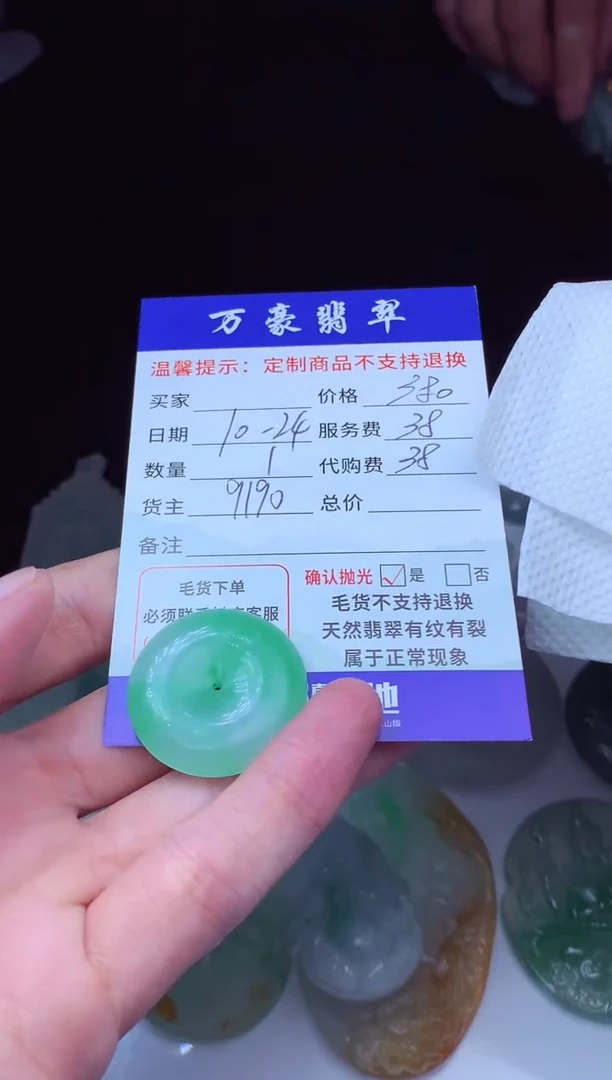 万豪翡翠
温馨提示：定制商品不支持退换
买家 价格 380
日期 10-24 服务费 38
数量 1 代购费 38
货主 9190 总价
备注
毛货下单
确认抛光 是 否
毛货不支持退换
天然翡翠有纹有裂
属于正常现象